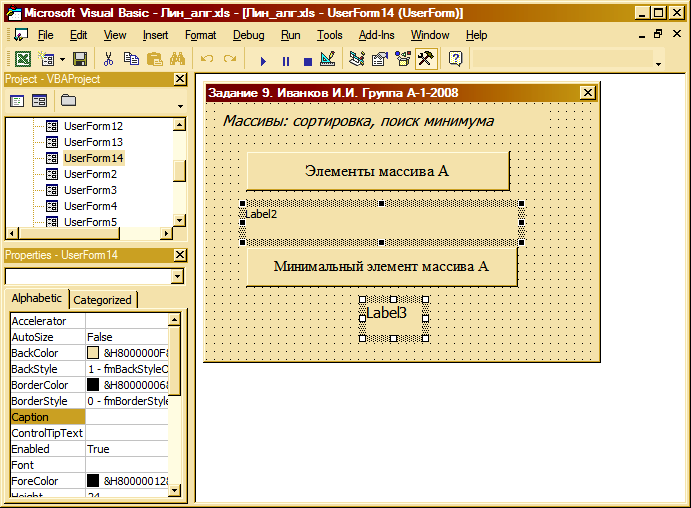 Microsoft Visual Basic - Лин_алг.xls - [Лин_алг.xls - UserForm14 (UserForm)]
File Edit View Insert Format Debug Run Tools Add-Ins Window Help
Project - VBAProject
UserForm12
UserForm13
UserForm14
UserForm2
UserForm3
UserForm4
UserForm5
Properties - UserForm14
Alphabetic Categorized
Accelerator
AutoSize False
BackColor &H8000000F&
BackStyle 1 - fmBackStyleO
BorderColor &H80000006&
BorderStyle 0 - fmBorderStyle
Caption
ControlTipText
Enabled True
Font
ForeColor &H80000012&
Height 24
Задание 9. Иванков И.И. Группа А-1-2008
Массивы: сортировка, поиск минимума
Элементы массива А
Label2
Минимальный элемент массива А
Label3